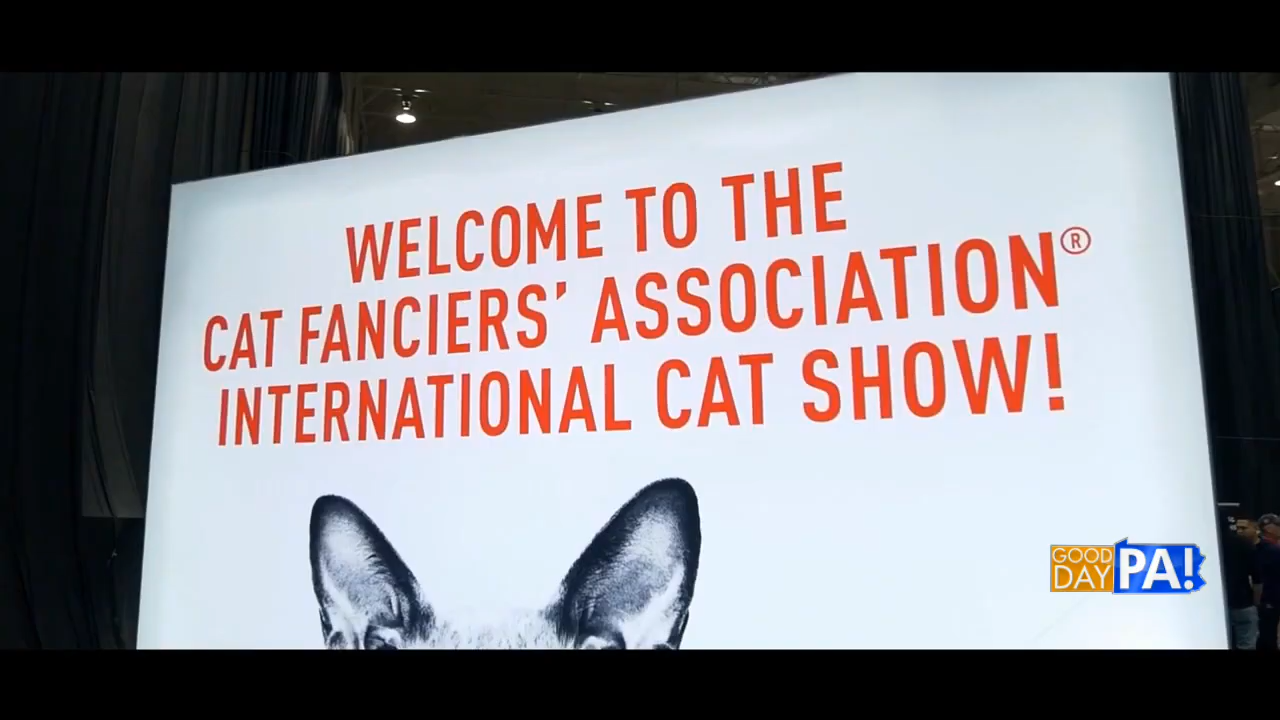 WELCOME TO THE
CAT FANCIERS' ASSOCIATION®
INTERNATIONAL CAT SHOW!
GOOD
DAY
PA!